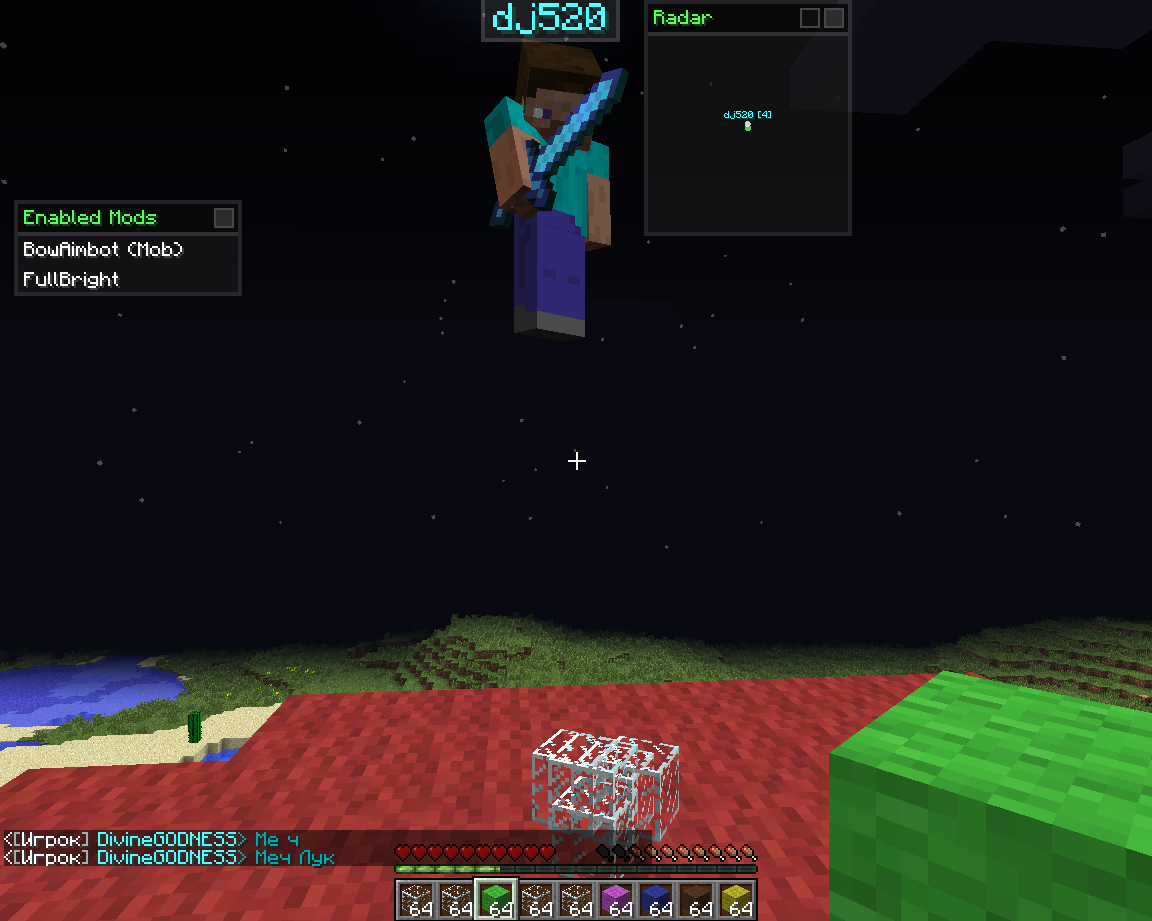 dj520
Radar
dj520 [4]
Enabled Mods
BowAimbot (Mob)
FullBright
<[Игрок] DivineGODNESS> Ме ч
<[Игрок] DivineGODNESS> Меч Лук
64 64 64 64 64 64 64 64 64